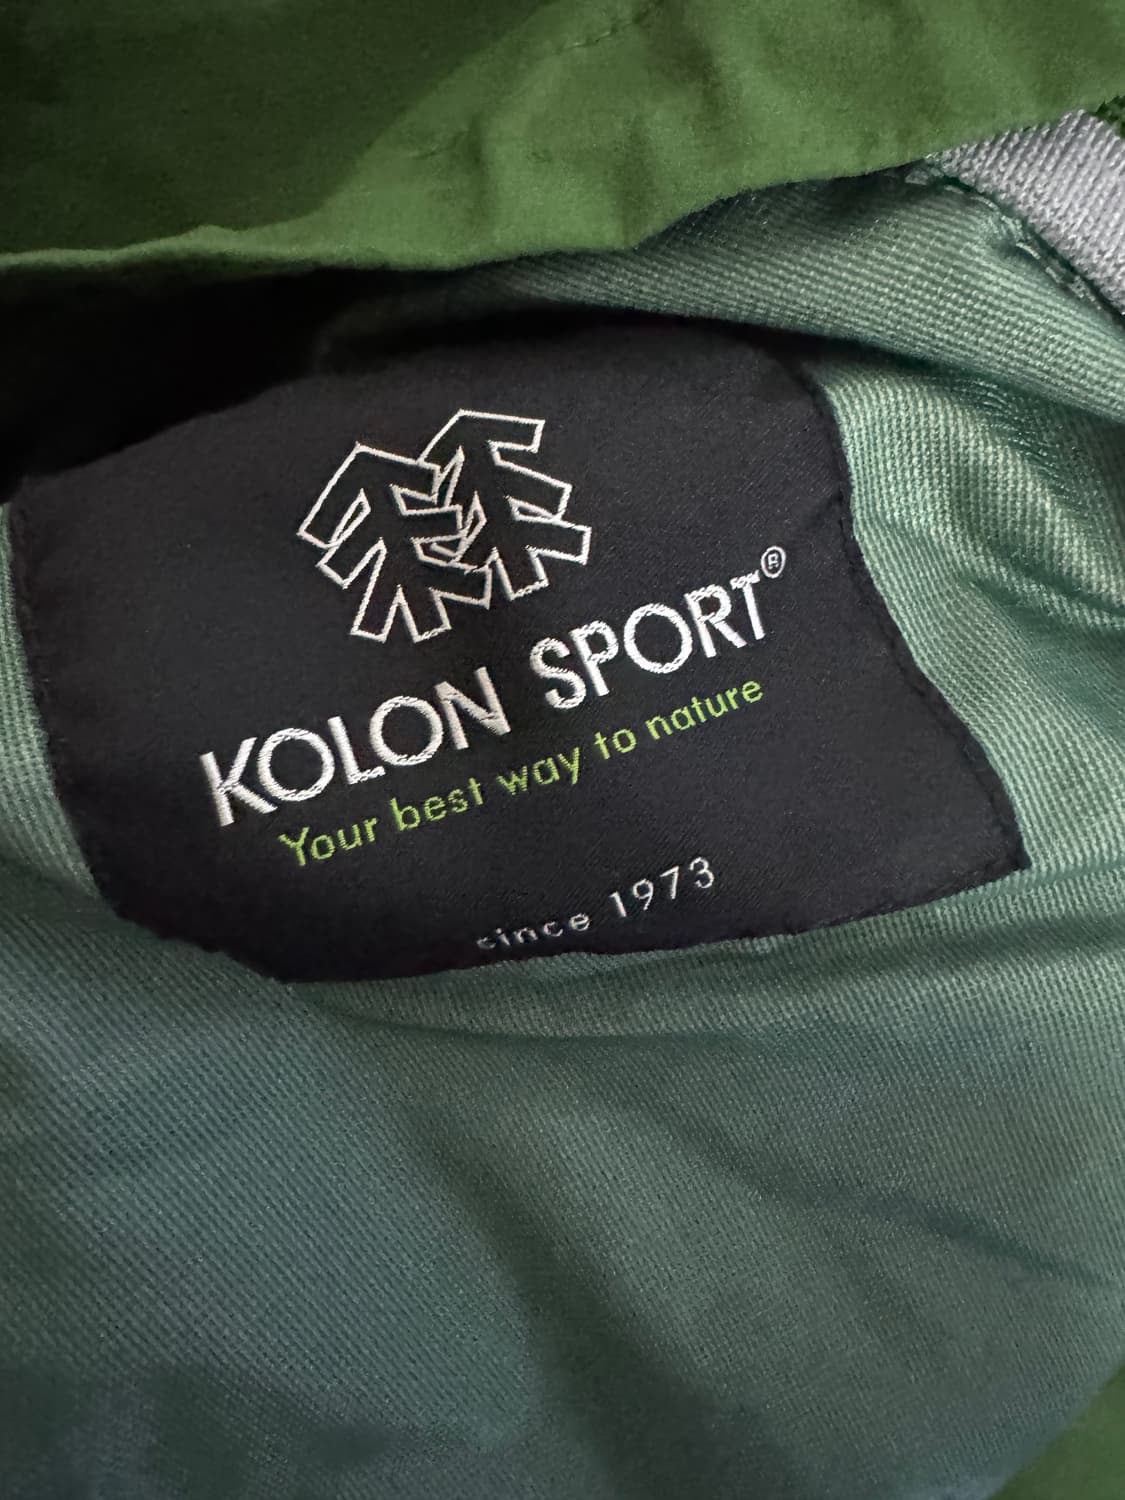 KOLON SPORT®
Your best way to nature
since 1973